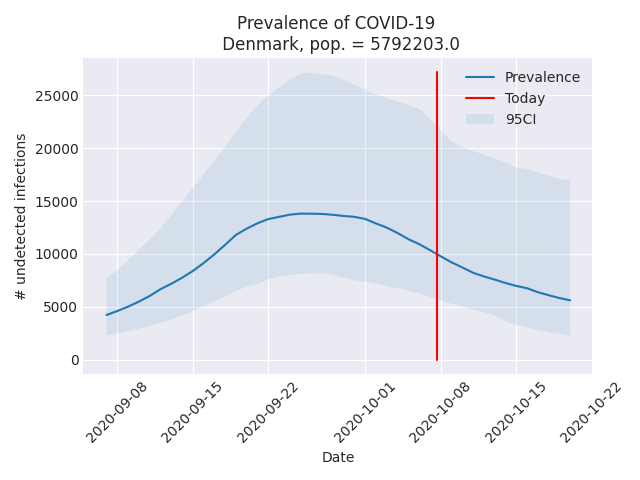 Prevalence of COVID-19
Denmark, pop. = 5792203.0
Prevalence
Today
95CI
25000
20000
15000
10000
5000
0
# undetected infections
2020-09-08
2020-09-15
2020-09-22
2020-10-01
2020-10-08
2020-10-15
2020-10-22
Date